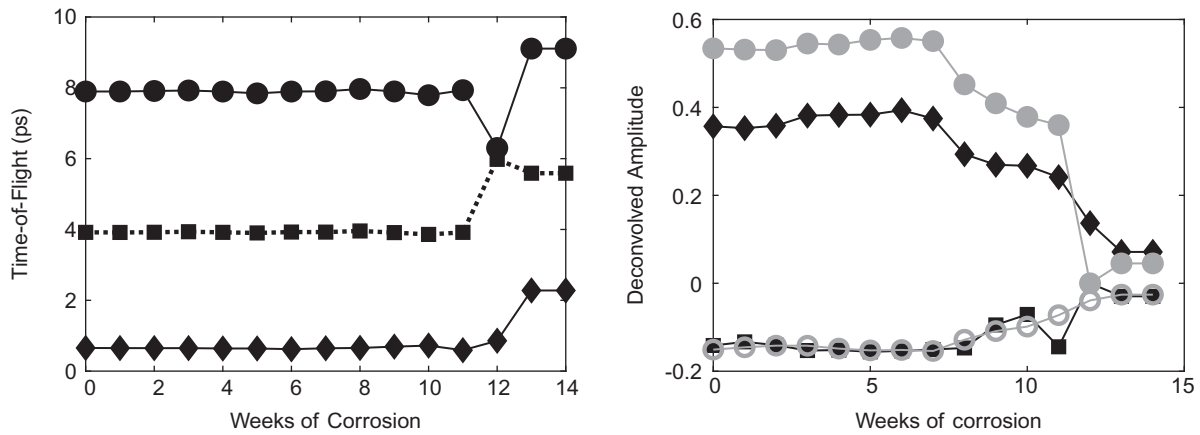 10
8
6
4
2
0
Time-of-Flight (ps)
0 2 4 6 8 10 12 14
Weeks of Corrosion
0.6
0.4
0.2
0
-0.2
Deconvolved Amplitude
0 5 10 15
Weeks of corrosion